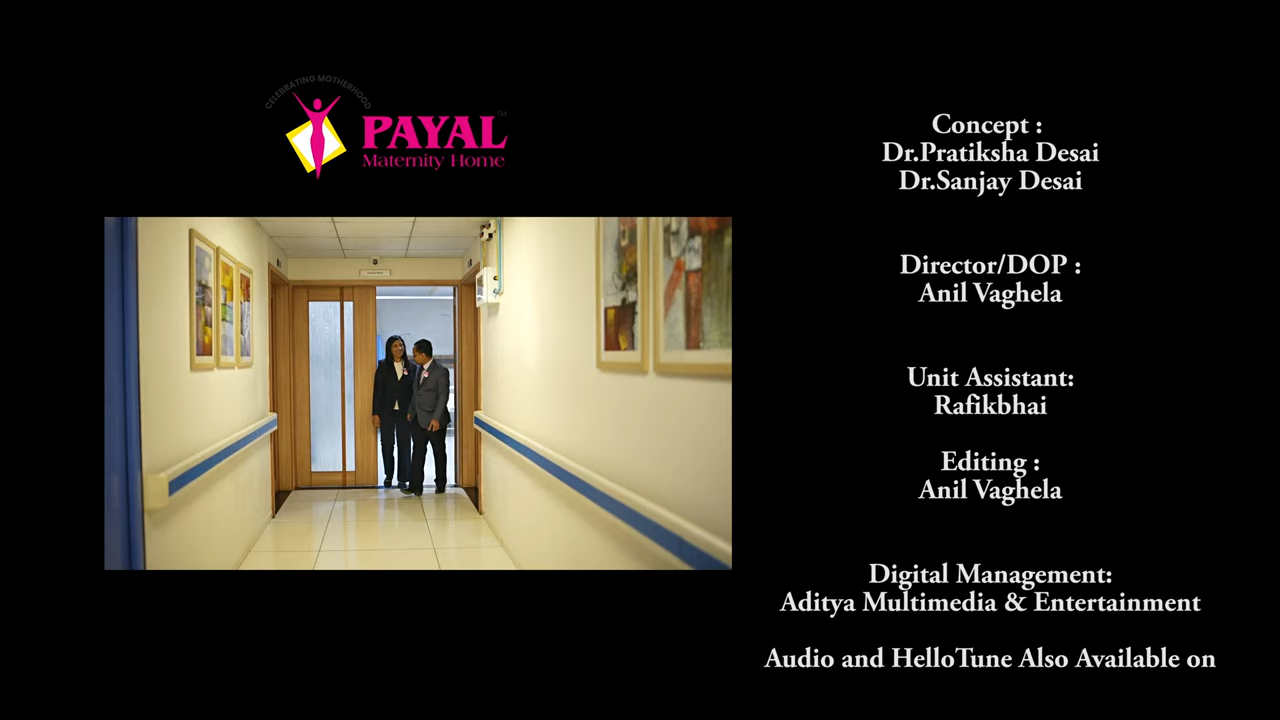 CELEBRATING MOTHERHOOD
PAYAL TM
Maternity Home
Concept :
Dr.Pratiksha Desai
Dr.Sanjay Desai
Director/DOP :
Anil Vaghela
Unit Assistant:
Rafikbhai
Editing :
Anil Vaghela
Digital Management:
Aditya Multimedia & Entertainment
Audio and HelloTune Also Available on